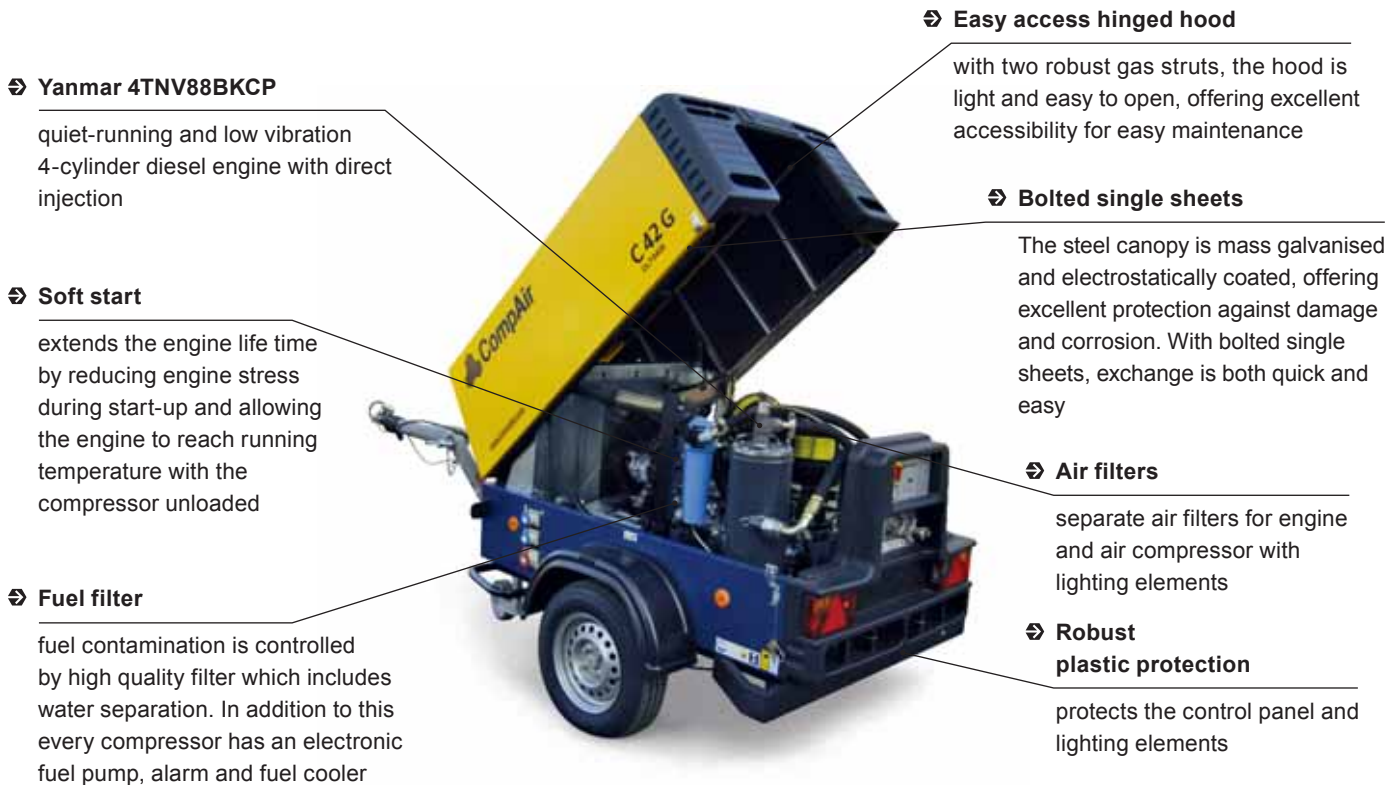 Yanmar 4TNV88BKCP
quiet-running and low vibration
4-cylinder diesel engine with direct
injection
Soft start
extends the engine life time
by reducing engine stress
during start-up and allowing
the engine to reach running
temperature with the
compressor unloaded
Fuel filter
fuel contamination is controlled
by high quality filter which includes
water separation. In addition to this
every compressor has an electronic
fuel pump, alarm and fuel cooler
C 42 G
CompAir
Easy access hinged hood
with two robust gas struts, the hood is
light and easy to open, offering excellent
accessibility for easy maintenance
Bolted single sheets
The steel canopy is mass galvanised
and electrostatically coated, offering
excellent protection against damage
and corrosion. With bolted single
sheets, exchange is both quick and
easy
Air filters
separate air filters for engine
and air compressor with
lighting elements
Robust
plastic protection
protects the control panel and
lighting elements